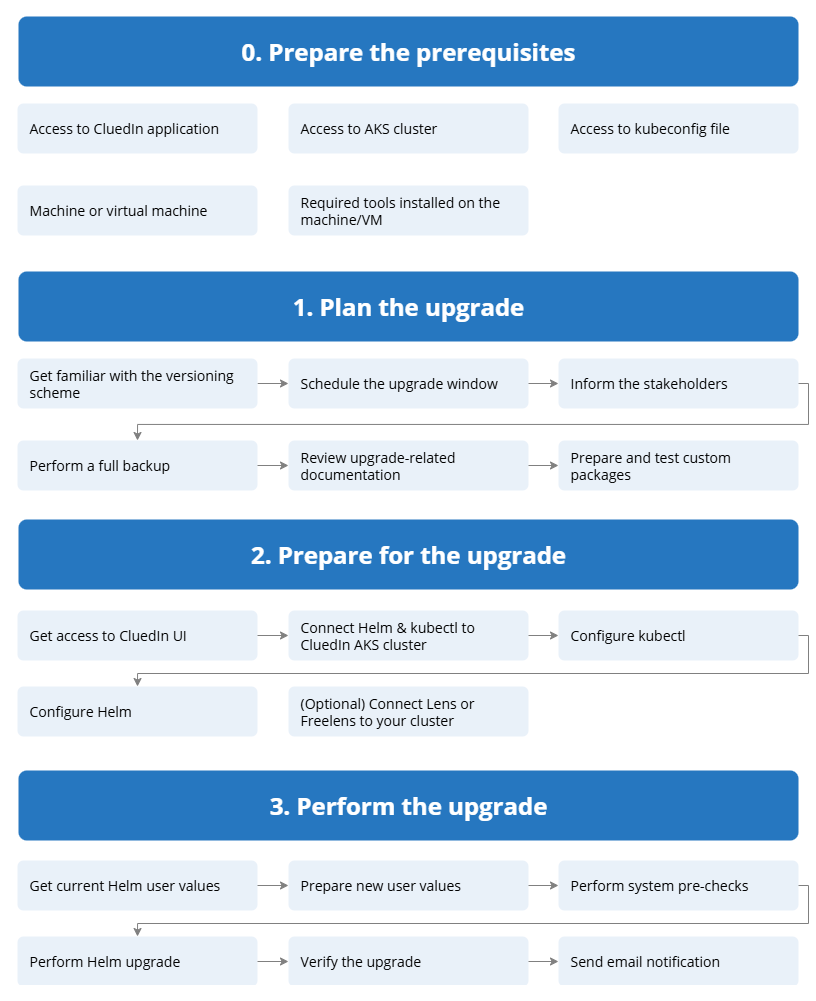 0. Prepare the prerequisites
Access to CluedIn application
Access to AKS cluster
Access to kubeconfig file
Machine or virtual machine
Required tools installed on the
machine/VM
1. Plan the upgrade
Get familiar with the versioning
scheme
Schedule the upgrade window
Inform the stakeholders
Perform a full backup
Review upgrade-related
documentation
Prepare and test custom
packages
2. Prepare for the upgrade
Get access to CluedIn UI
Connect Helm & kubectl to
CluedIn AKS cluster
Configure kubectl
Configure Helm
(Optional) Connect Lens or
Freelens to your cluster
3. Perform the upgrade
Get current Helm user values
Prepare new user values
Perform system pre-checks
Perform Helm upgrade
Verify the upgrade
Send email notification